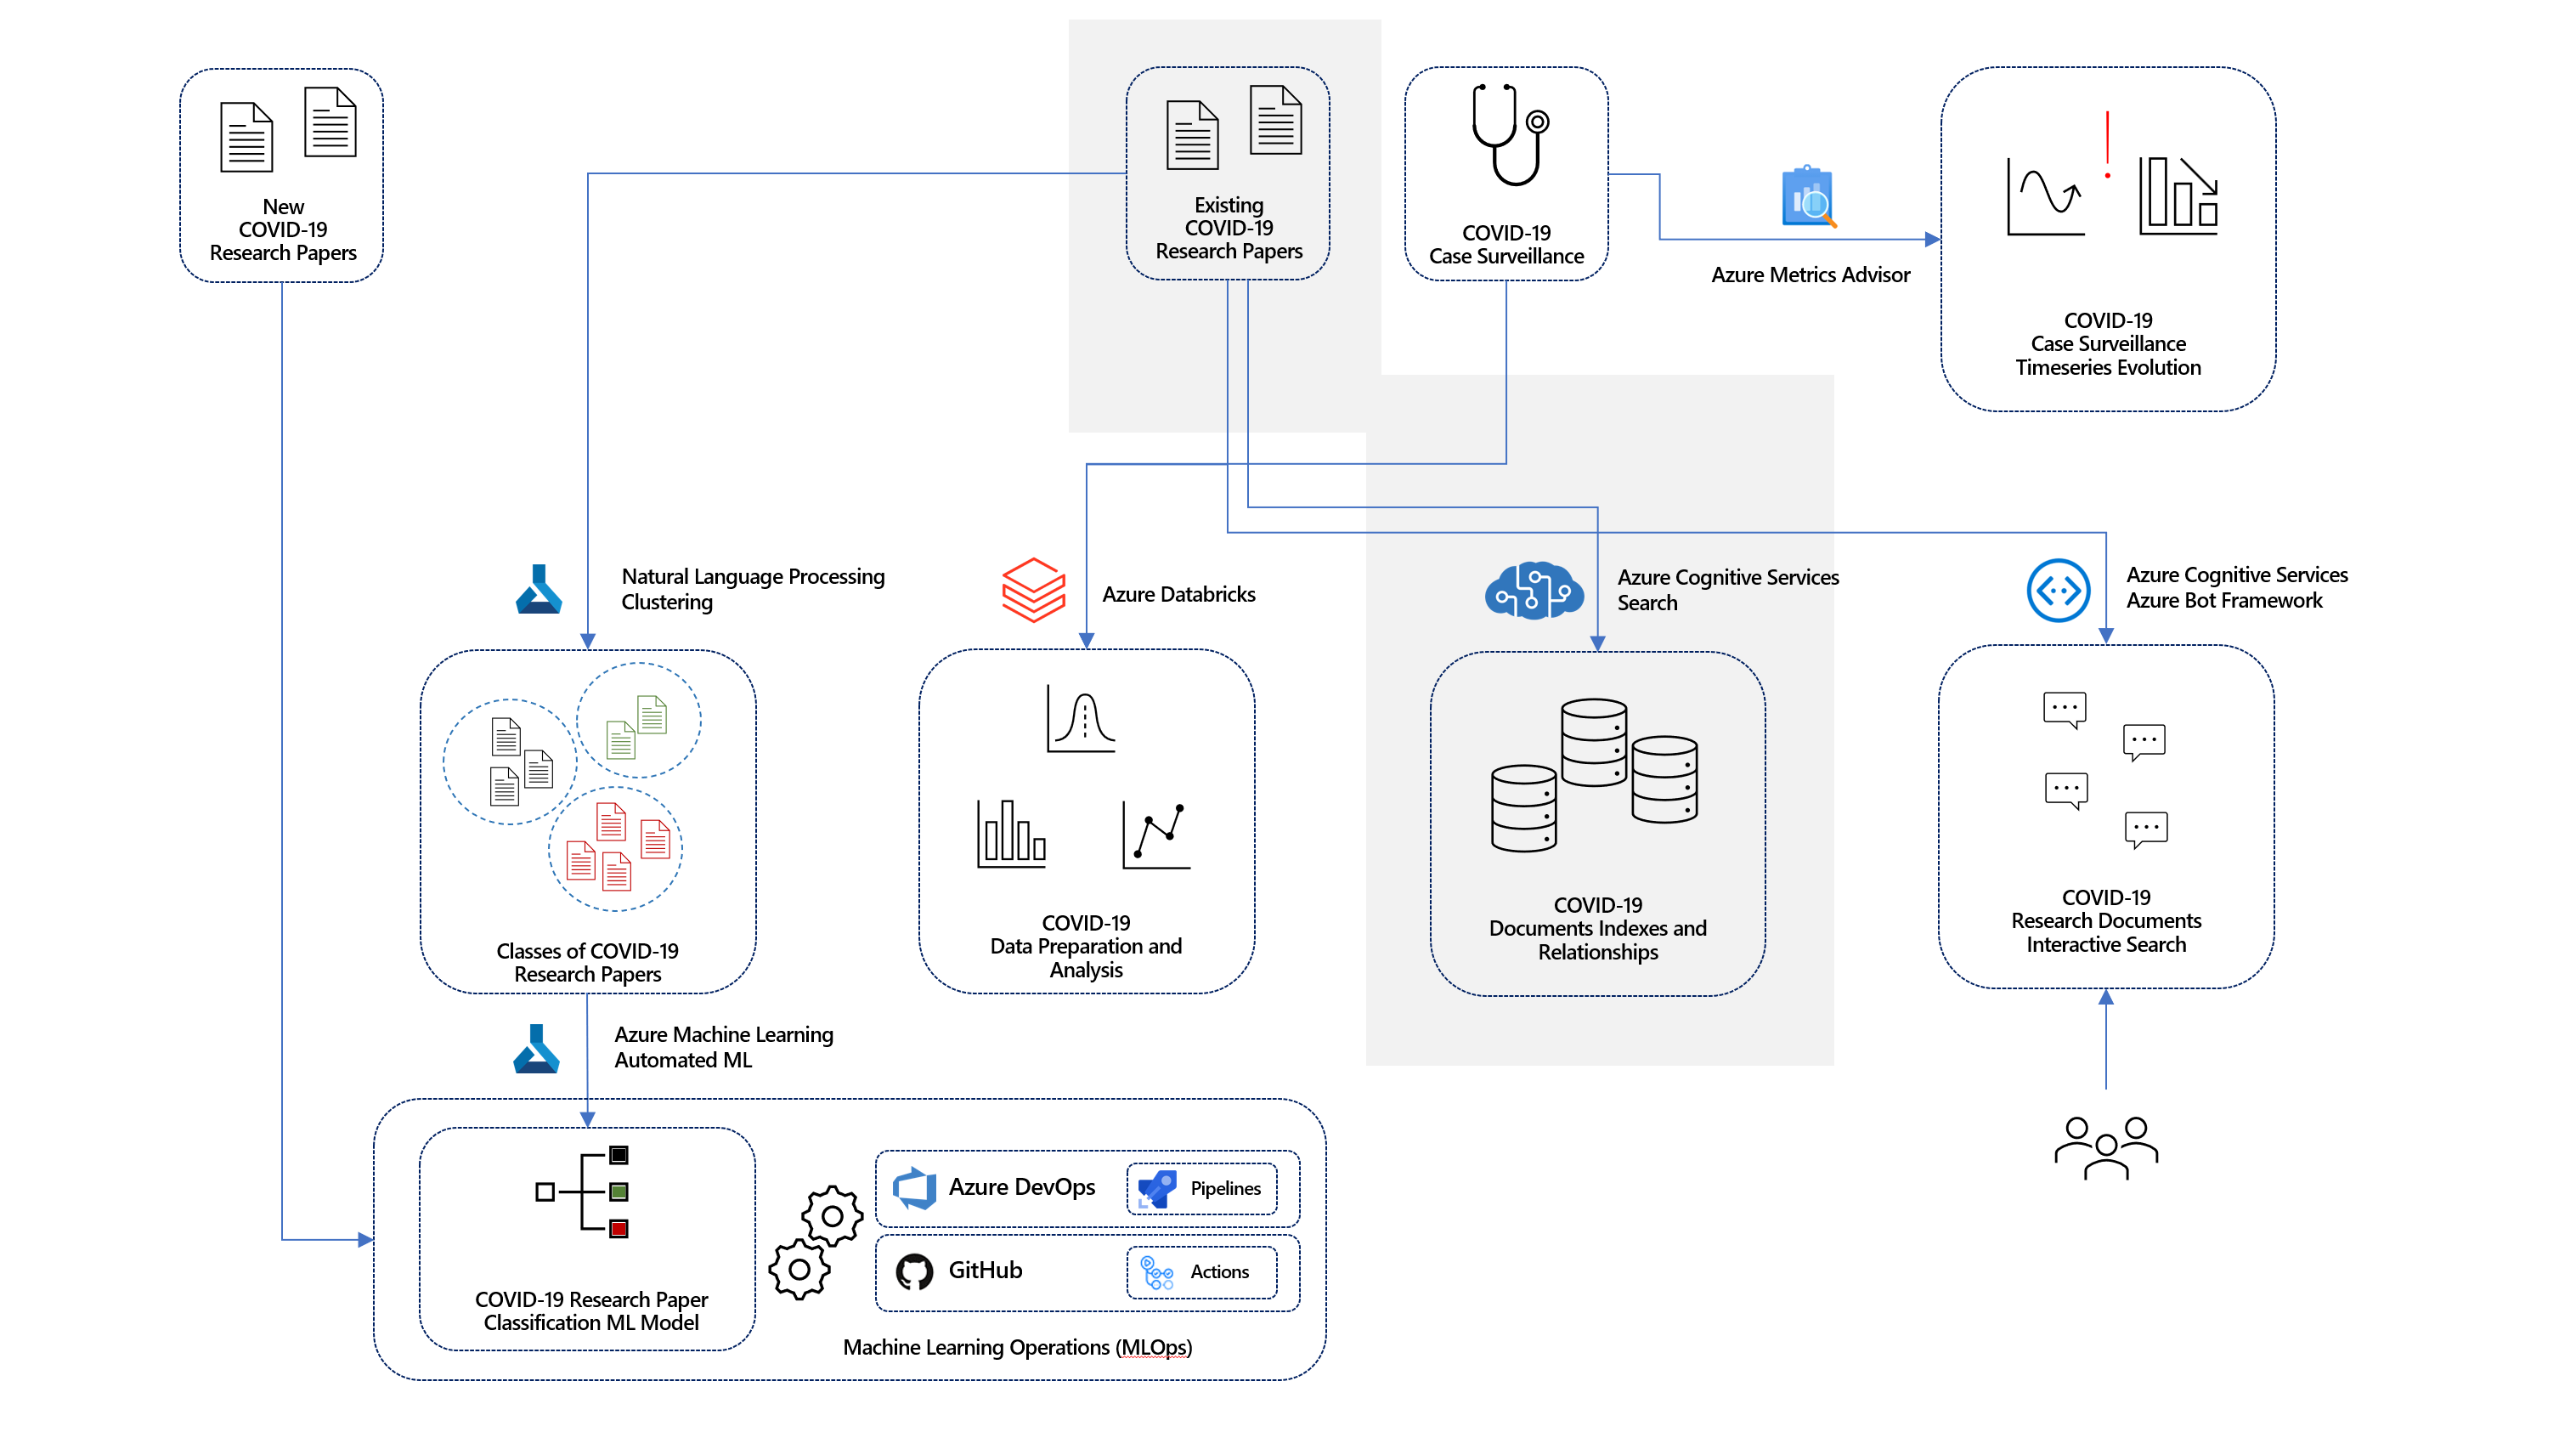 New
COVID-19
Research Papers
Existing
COVID-19
Research Papers
COVID-19
Case Surveillance
Azure Metrics Advisor
COVID-19
Case Surveillance
Timeseries Evolution
Natural Language Processing
Clustering
Azure Databricks
Azure Cognitive Services
Search
Azure Cognitive Services
Azure Bot Framework
Classes of COVID-19
Research Papers
COVID-19
Data Preparation and
Analysis
COVID-19
Documents Indexes and
Relationships
COVID-19
Research Documents
Interactive Search
Azure Machine Learning
Automated ML
COVID-19 Research Paper
Classification ML Model
Azure DevOps
Pipelines
GitHub
Actions
Machine Learning Operations (MLOps)